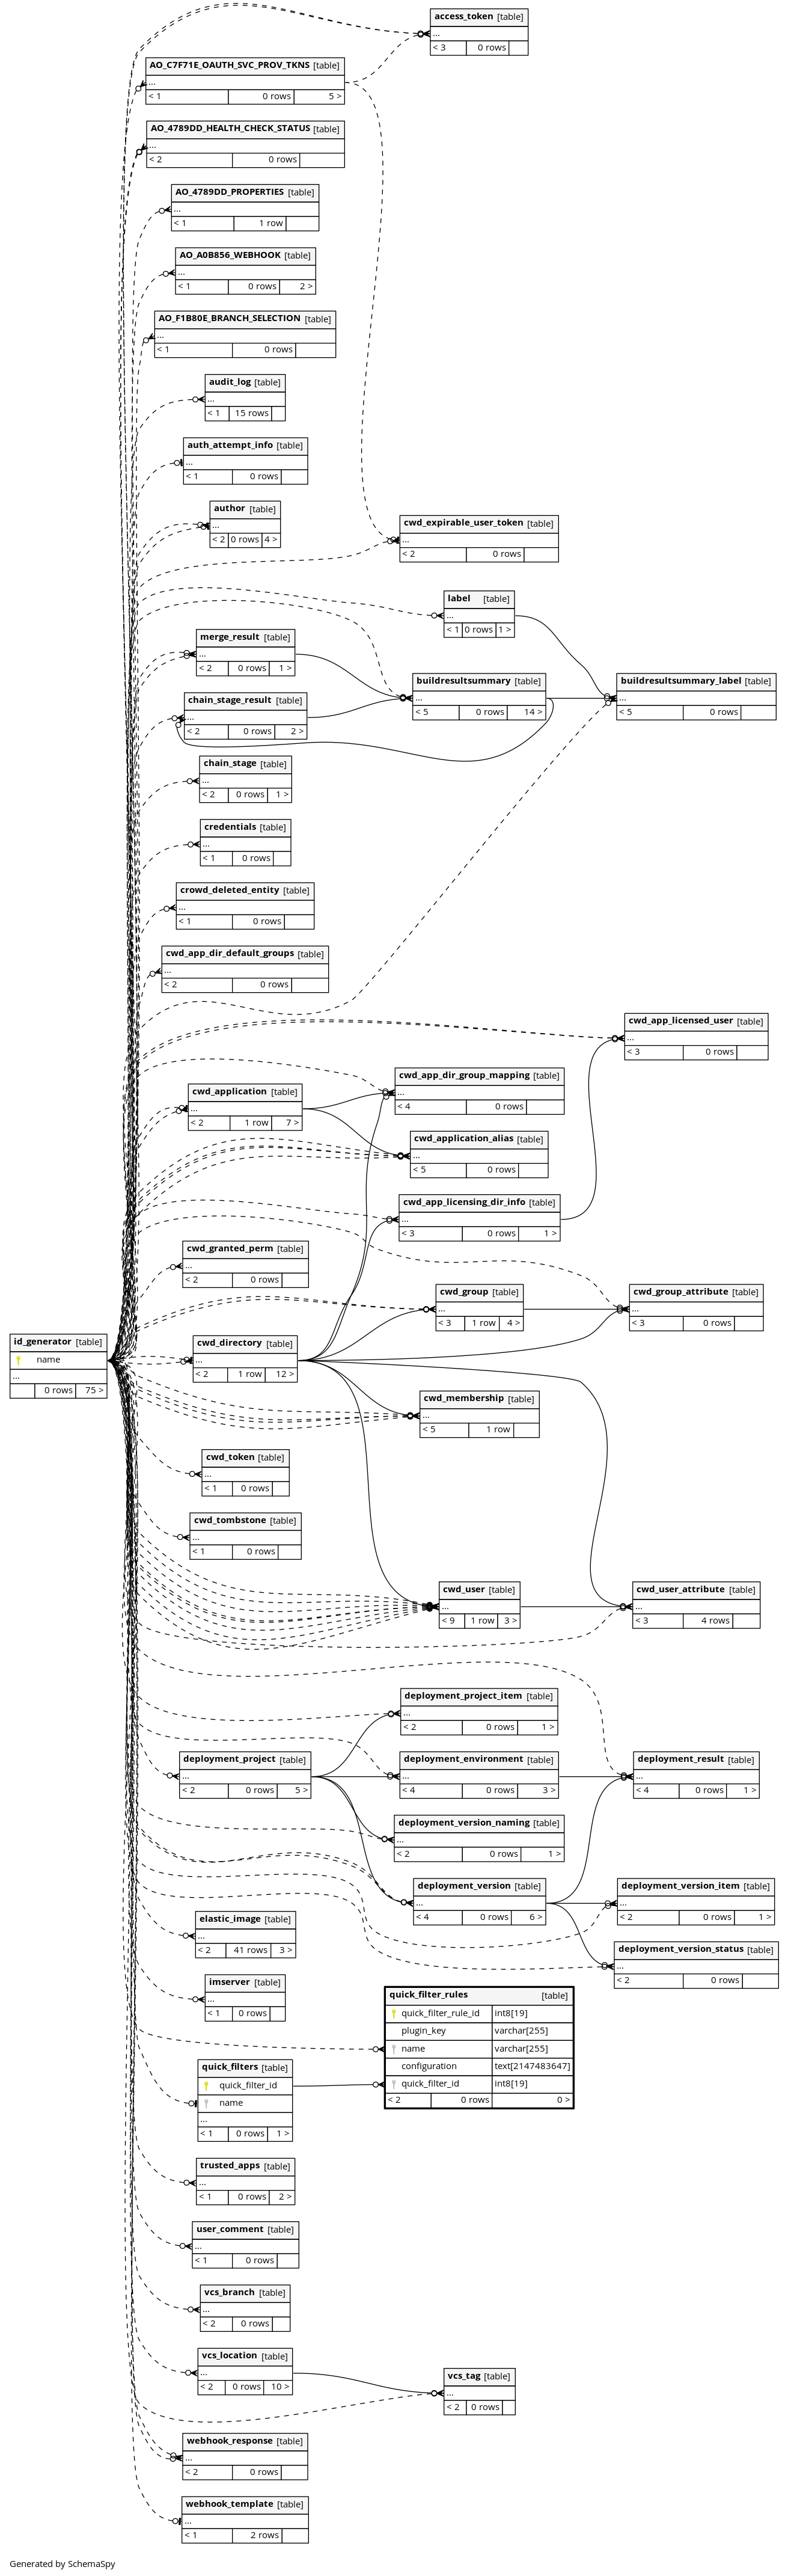 access_token [table]
...
< 3 0 rows
AO_C7F71E_OAUTH_SVC_PROV_TKNS [table]
...
< 1 0 rows 5 >
AO_4789DD_HEALTH_CHECK_STATUS [table]
...
< 2 0 rows
AO_4789DD_PROPERTIES [table]
...
< 1 1 row
AO_A0B856_WEBHOOK [table]
...
< 1 0 rows 2 >
AO_F1B80E_BRANCH_SELECTION [table]
...
< 1 0 rows
audit_log [table]
...
< 1 15 rows
auth_attempt_info [table]
...
< 1 0 rows
author [table]
...
< 2 0 rows 4 >
cwd_expirable_user_token [table]
...
< 2 0 rows
label [table]
...
< 1 0 rows 1 >
merge_result [table]
...
< 2 0 rows 1 >
buildresultsummary [table]
...
< 5 0 rows 14 >
buildresultsummary_label [table]
...
< 5 0 rows
chain_stage_result [table]
...
< 2 0 rows 2 >
chain_stage [table]
...
< 2 0 rows 1 >
credentials [table]
...
< 1 0 rows
crowd_deleted_entity [table]
...
< 1 0 rows
cwd_app_dir_default_groups [table]
...
< 2 0 rows
cwd_app_licensed_user [table]
...
< 3 0 rows
cwd_app_dir_group_mapping [table]
...
< 4 0 rows
cwd_application [table]
...
< 2 1 row 7 >
cwd_application_alias [table]
...
< 5 0 rows
cwd_app_licensing_dir_info [table]
...
< 3 0 rows 1 >
cwd_granted_perm [table]
...
< 2 0 rows
cwd_group [table]
...
< 3 1 row 4 >
cwd_group_attribute [table]
...
< 3 0 rows
id_generator [table]
name
...
0 rows 75 >
cwd_directory [table]
...
< 2 1 row 12 >
cwd_membership [table]
...
< 5 1 row
cwd_token [table]
...
< 1 0 rows
cwd_tombstone [table]
...
< 1 0 rows
cwd_user [table]
...
< 9 1 row 3 >
cwd_user_attribute [table]
...
< 3 4 rows
deployment_project_item [table]
...
< 2 0 rows 1 >
deployment_project [table]
...
< 2 0 rows 5 >
deployment_environment [table]
...
< 4 0 rows 3 >
deployment_result [table]
...
< 4 0 rows 1 >
deployment_version_naming [table]
...
< 2 0 rows 1 >
deployment_version [table]
...
< 4 0 rows 6 >
deployment_version_item [table]
...
< 2 0 rows 1 >
elastic_image [table]
...
< 2 41 rows 3 >
deployment_version_status [table]
...
< 2 0 rows
imserver [table]
...
< 1 0 rows
quick_filter_rules [table]
quick_filter_rule_id int8[19]
plugin_key varchar[255]
name varchar[255]
configuration text[2147483647]
quick_filter_id int8[19]
< 2 0 rows 0 >
quick_filters [table]
quick_filter_id
name
...
< 1 0 rows 1 >
trusted_apps [table]
...
< 1 0 rows 2 >
user_comment [table]
...
< 1 0 rows
vcs_branch [table]
...
< 2 0 rows
vcs_location [table]
...
< 2 0 rows 10 >
vcs_tag [table]
...
< 2 0 rows
webhook_response [table]
...
< 2 0 rows
webhook_template [table]
...
< 1 2 rows
Generated by SchemaSpy